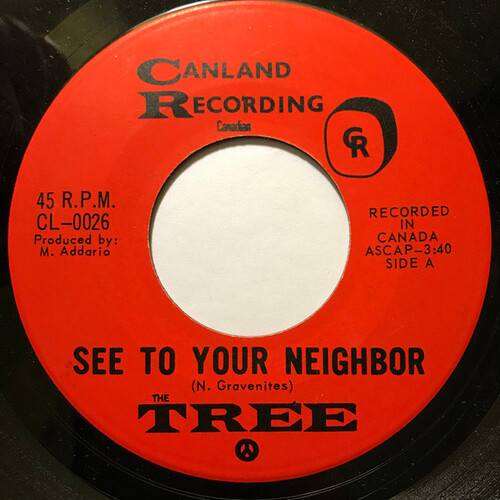 CANLAND
RECORDING
Canadian
CR
45 R.P.M.
CL-0026
Produced by:
M. Addario
RECORDED
IN
CANADA
ASCAP-3:40
SIDE A
SEE TO YOUR NEIGHBOR
(N. Gravenites)
THE TREE